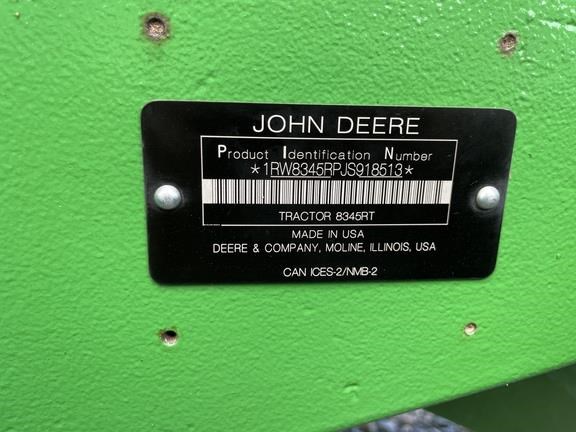 JOHN DEERE
Product Identification Number
*1RW8345RPJS918513*
TRACTOR 8345RT
MADE IN USA
DEERE & COMPANY, MOLINE, ILLINOIS, USA
CAN ICES-2/NMB-2